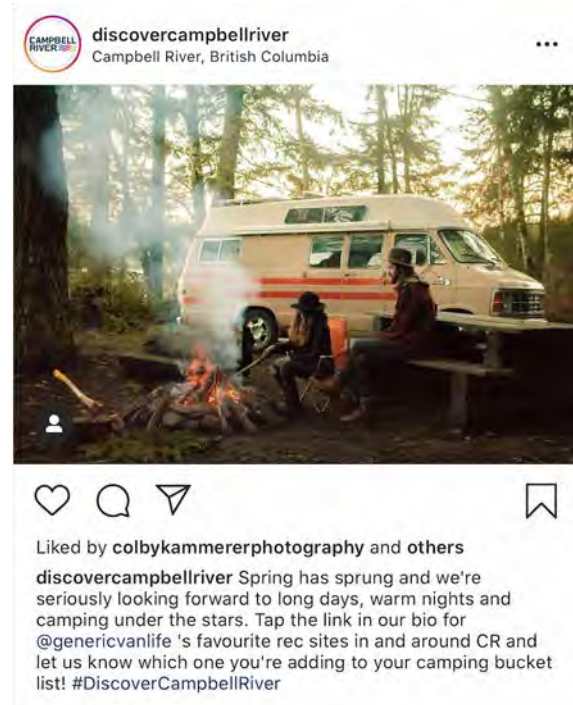 CAMPBELL
RIVER
discovercampbellriver
Campbell River, British Columbia
Liked by colbykammererphotography and others
discovercampbellriver Spring has sprung and we're
seriously looking forward to long days, warm nights and
camping under the stars. Tap the link in our bio for
@genericvanlife 's favourite rec sites in and around CR and
let us know which one you're adding to your camping bucket
list! #DiscoverCampbellRiver